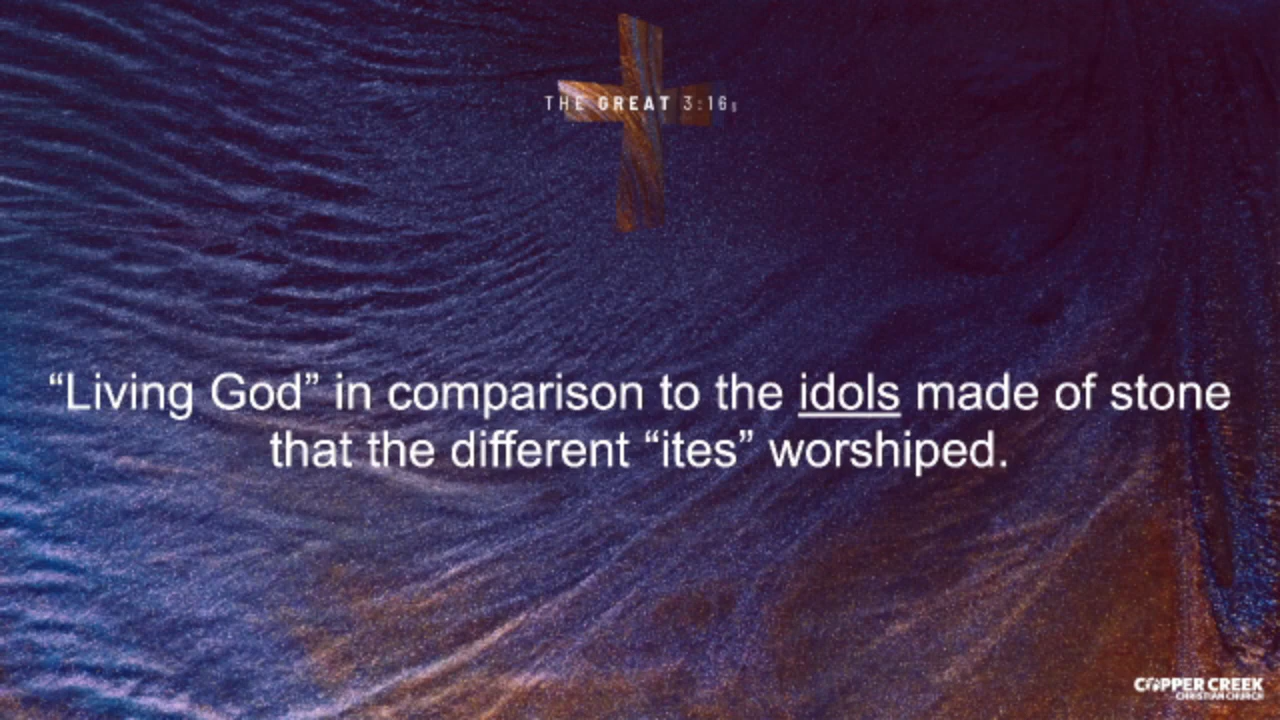 THE GREAT 3:16s
“Living God” in comparison to the idols made of stone
that the different “ites” worshiped.
COPPER CREEK
CHRISTIAN CHURCH